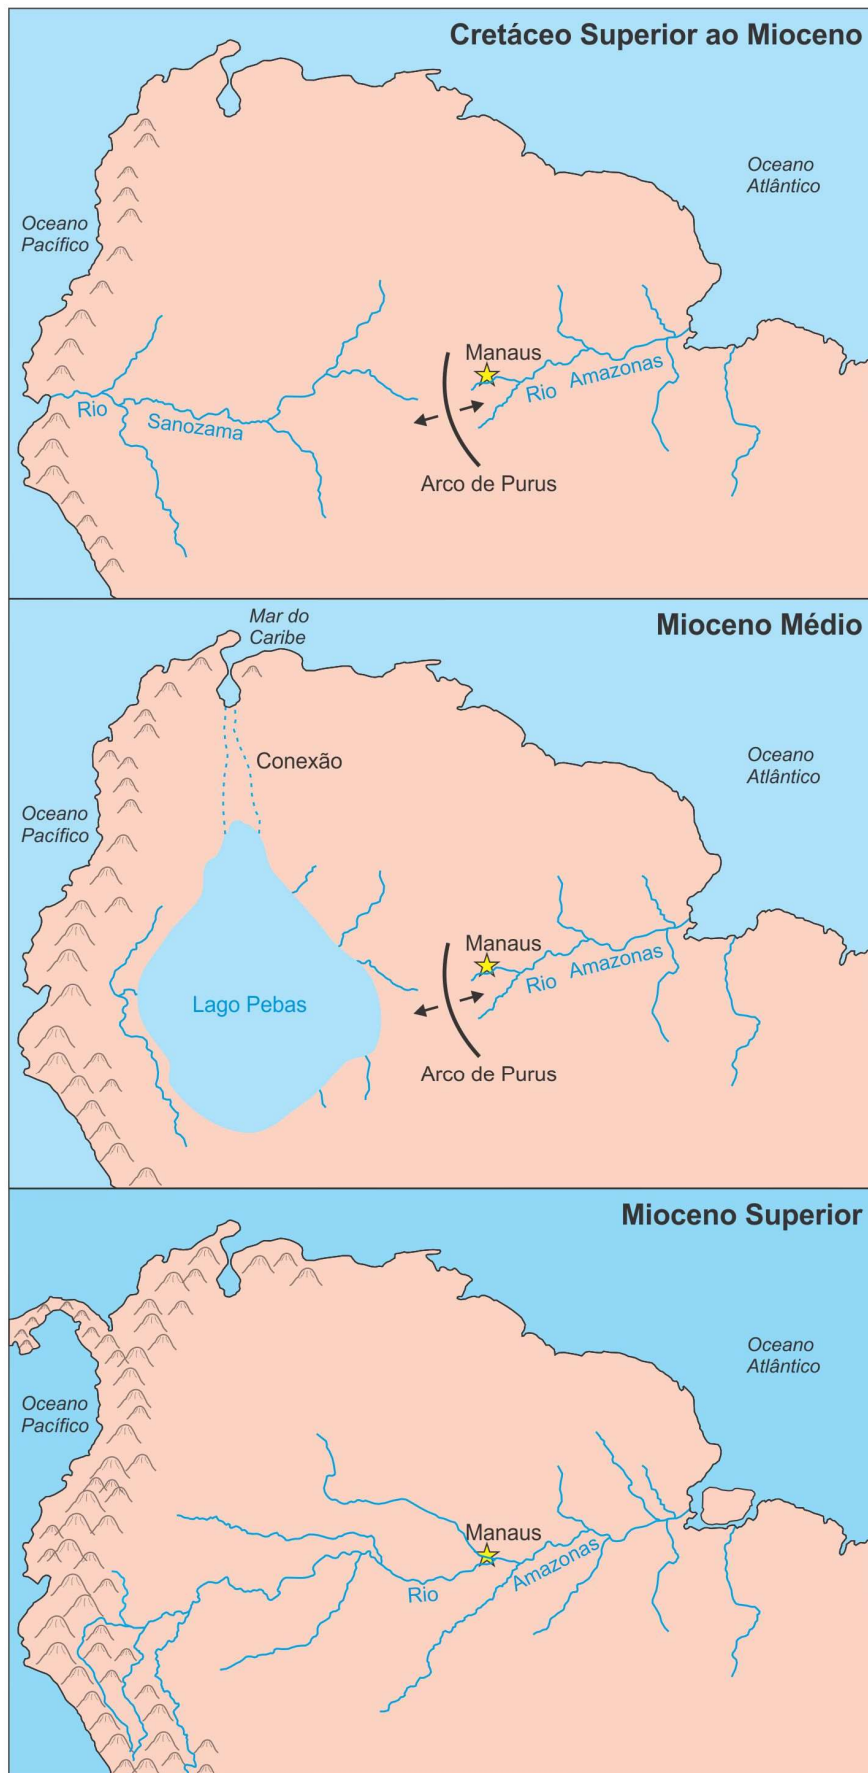 Cretáceo Superior ao Mioceno
Oceano
Atlântico
Oceano
Pacífico
Manaus
Rio Amazonas
Rio
Sanozama
Arco de Purus
Mar do
Caribe
Mioceno Médio
Conexão
Oceano
Atlântico
Oceano
Pacífico
Manaus
Rio Amazonas
Lago Pebas
Arco de Purus
Mioceno Superior
Oceano
Atlântico
Oceano
Pacífico
Manaus
Rio Amazonas